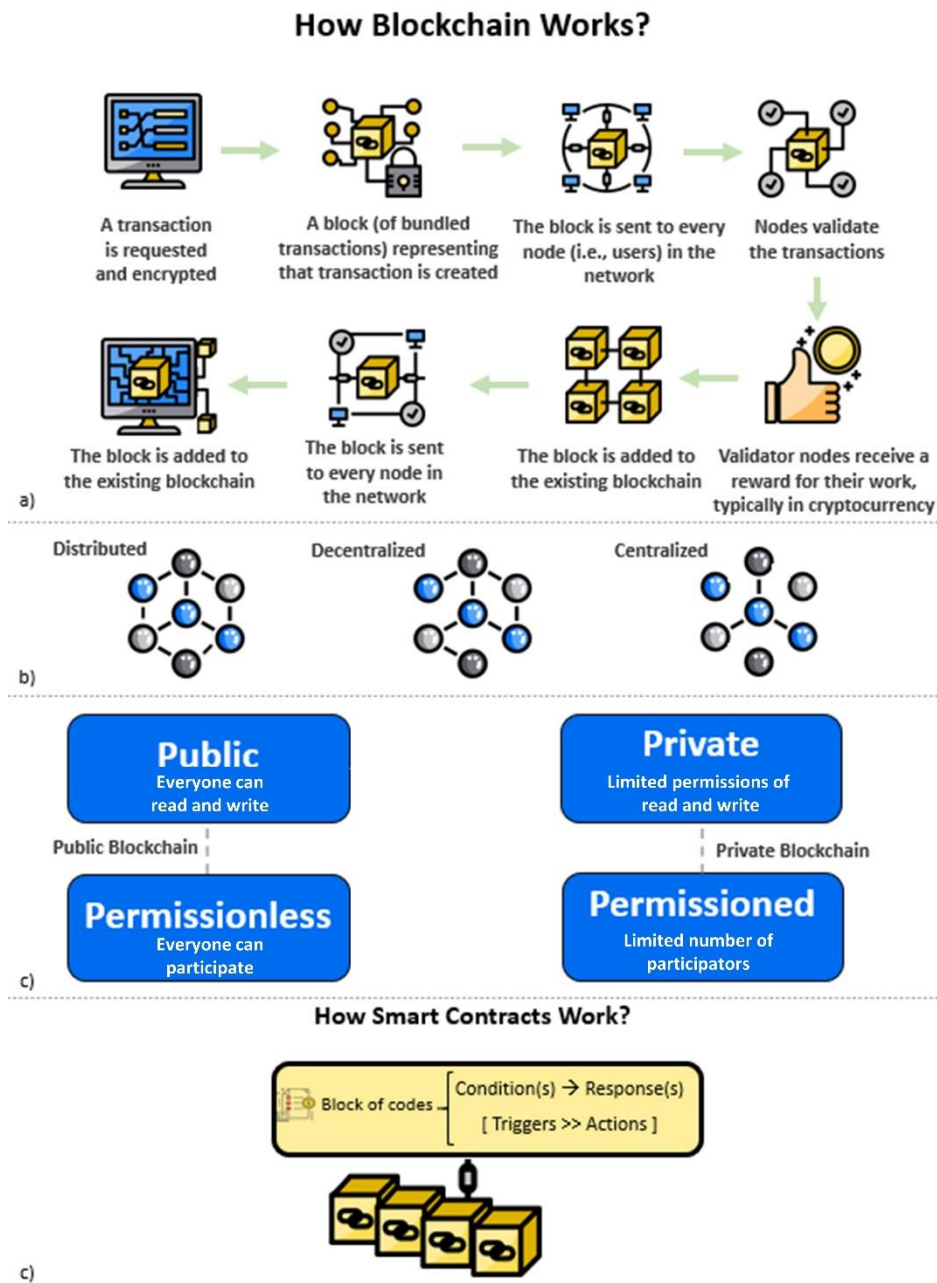 How Blockchain Works?
A transaction
is requested
and encrypted
A block (of bundled
transactions) representing
that transaction is created
The block is sent to every
node (i.e., users) in the
network
Nodes validate
the transactions
The block is added to
the existing blockchain
The block is sent
to every node in
the network
The block is added to
the existing blockchain
Validator nodes receive a
reward for their work,
typically in cryptocurrency
a)
Distributed
Decentralized
Centralized
b)
Public
Everyone can
read and write
Private
Limited permissions of
read and write
Public Blockchain
Private Blockchain
Permissionless
Everyone can
participate
Permissioned
Limited number of
participators
c)
How Smart Contracts Work?
Block of codes
Condition(s) → Response(s)
[ Triggers >> Actions ]
c)